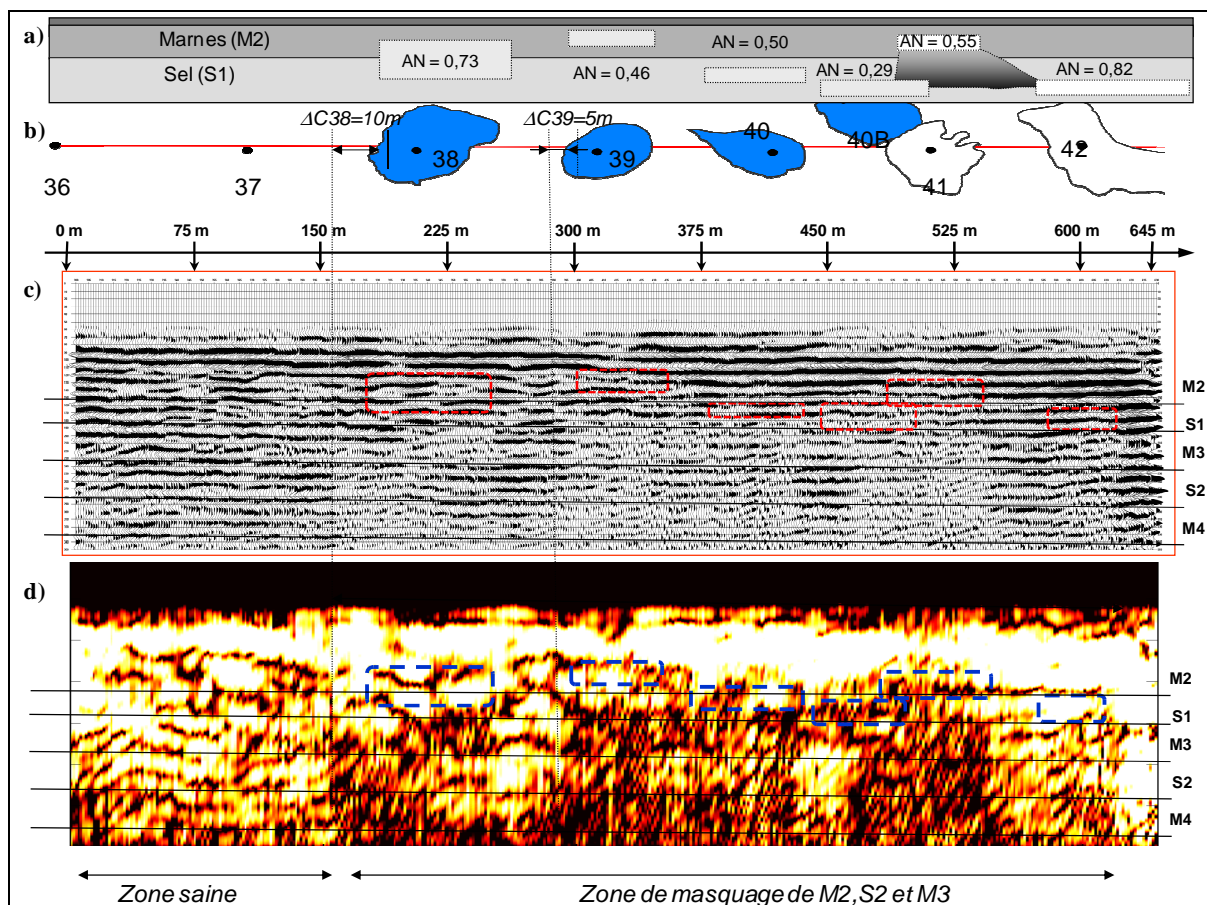 a)
Marnes (M2)
Sel (S1)
AN = 0,73
AN = 0,46
AN = 0,50
AN = 0,29
AN = 0,55
AN = 0,82
b)
ΔC38=10m
ΔC39=5m
36
37
38
39
40
40B
41
42
0 m
75 m
150 m
225 m
300 m
375 m
450 m
525 m
600 m
645 m
c)
M2
S1
M3
S2
M4
d)
M2
S1
M3
S2
M4
Zone saine
Zone de masquage de M2,S2 et M3